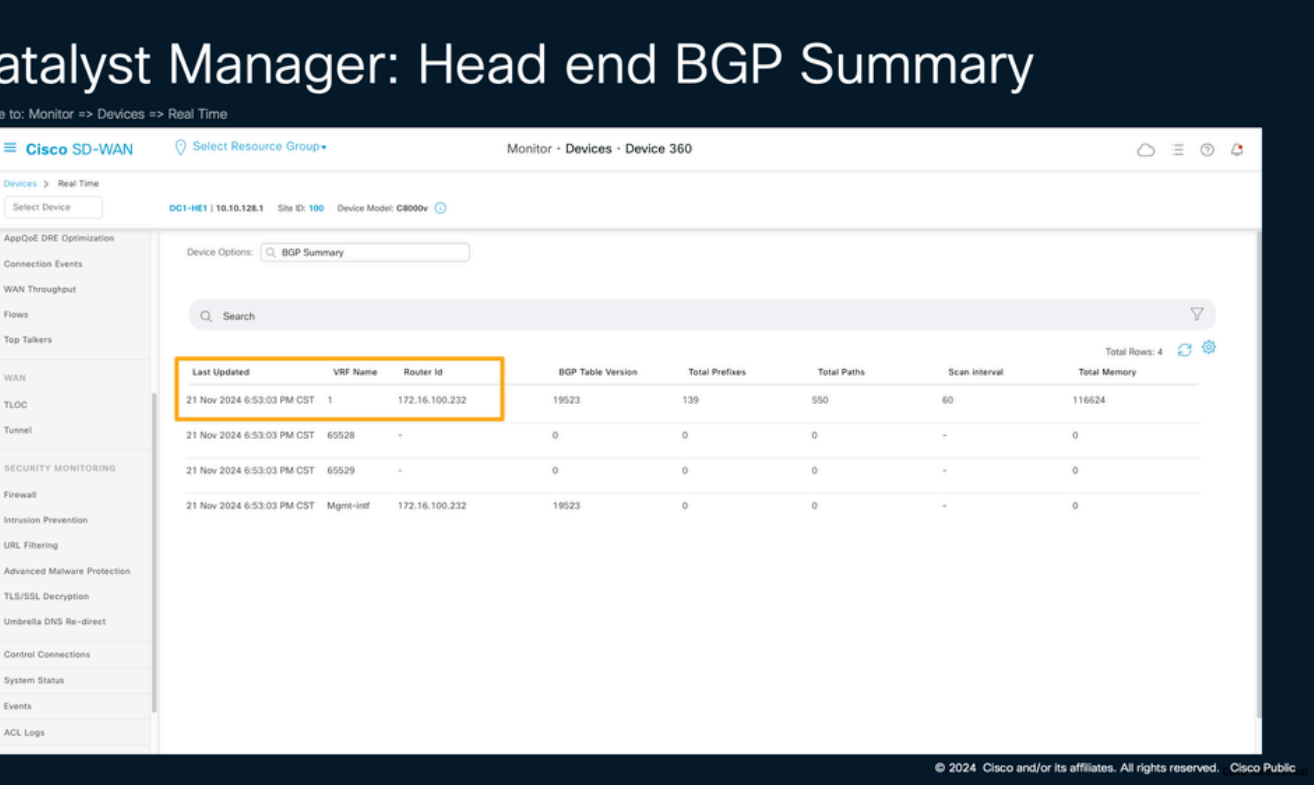 atalyst Manager: Head end BGP Summary
e to: Monitor => Devices => Real Time
Cisco SD-WAN
Select Resource Group
Monitor · Devices · Device 360
Devices > Real Time
Select Device
DC1-HE1 | 10.10.128.1 Site ID: 100 Device Model: C8000v
AppQoE DRE Optimization
Connection Events
WAN Throughput
Flows
Top Talkers
WAN
TLOC
Tunnel
SECURITY MONITORING
Firewall
Intrusion Prevention
URL Filtering
Advanced Malware Protection
TLS/SSL Decryption
Umbrella DNS Re-direct
Control Connections
System Status
Events
ACL Logs
Device Options: BGP Summary
Search
Total Rows: 4
Last Updated VRF Name Router Id BGP Table Version Total Prefixes Total Paths Scan interval Total Memory
21 Nov 2024 6:53:03 PM CST 1 172.16.100.232 19523 139 550 60 116624
21 Nov 2024 6:53:03 PM CST 65528 - 0 0 0 - 0
21 Nov 2024 6:53:03 PM CST 65529 - 0 0 0 - 0
21 Nov 2024 6:53:03 PM CST Mgmt-intf 172.16.100.232 19523 0 0 - 0
© 2024 Cisco and/or its affiliates. All rights reserved. Cisco Public